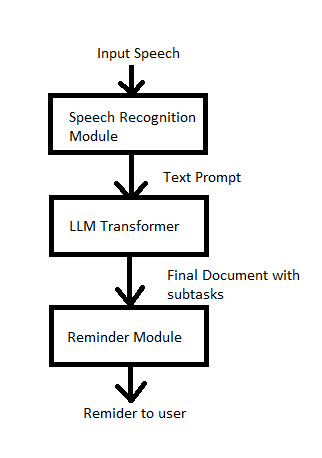 Input Speech
Speech Recognition
Module
Text Prompt
LLM Transformer
Final Document with
subtasks
Reminder Module
Remider to user